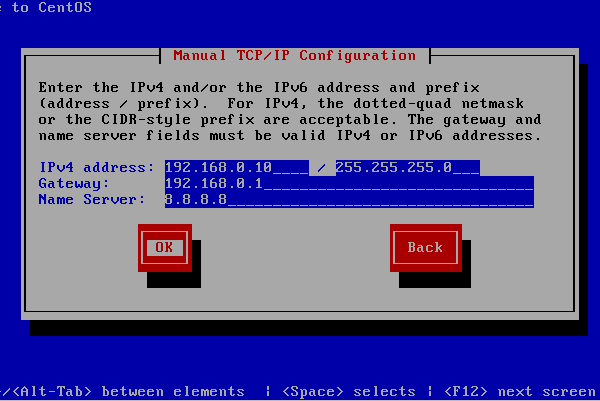 e to CentOS
Manual TCP/IP Configuration
Enter the IPv4 and/or the IPv6 address and prefix
(address / prefix).  For IPv4, the dotted-quad netmask
or the CIDR-style prefix are acceptable. The gateway and
name server fields must be valid IPv4 or IPv6 addresses.
IPv4 address: 192.168.0.10____ / 255.255.255.0___
Gateway: 192.168.0.1______________________________
Name Server: 8.8.8.8__________________________________
OK Back
/<Alt-Tab> between elements | <Space> selects | <F12> next screen